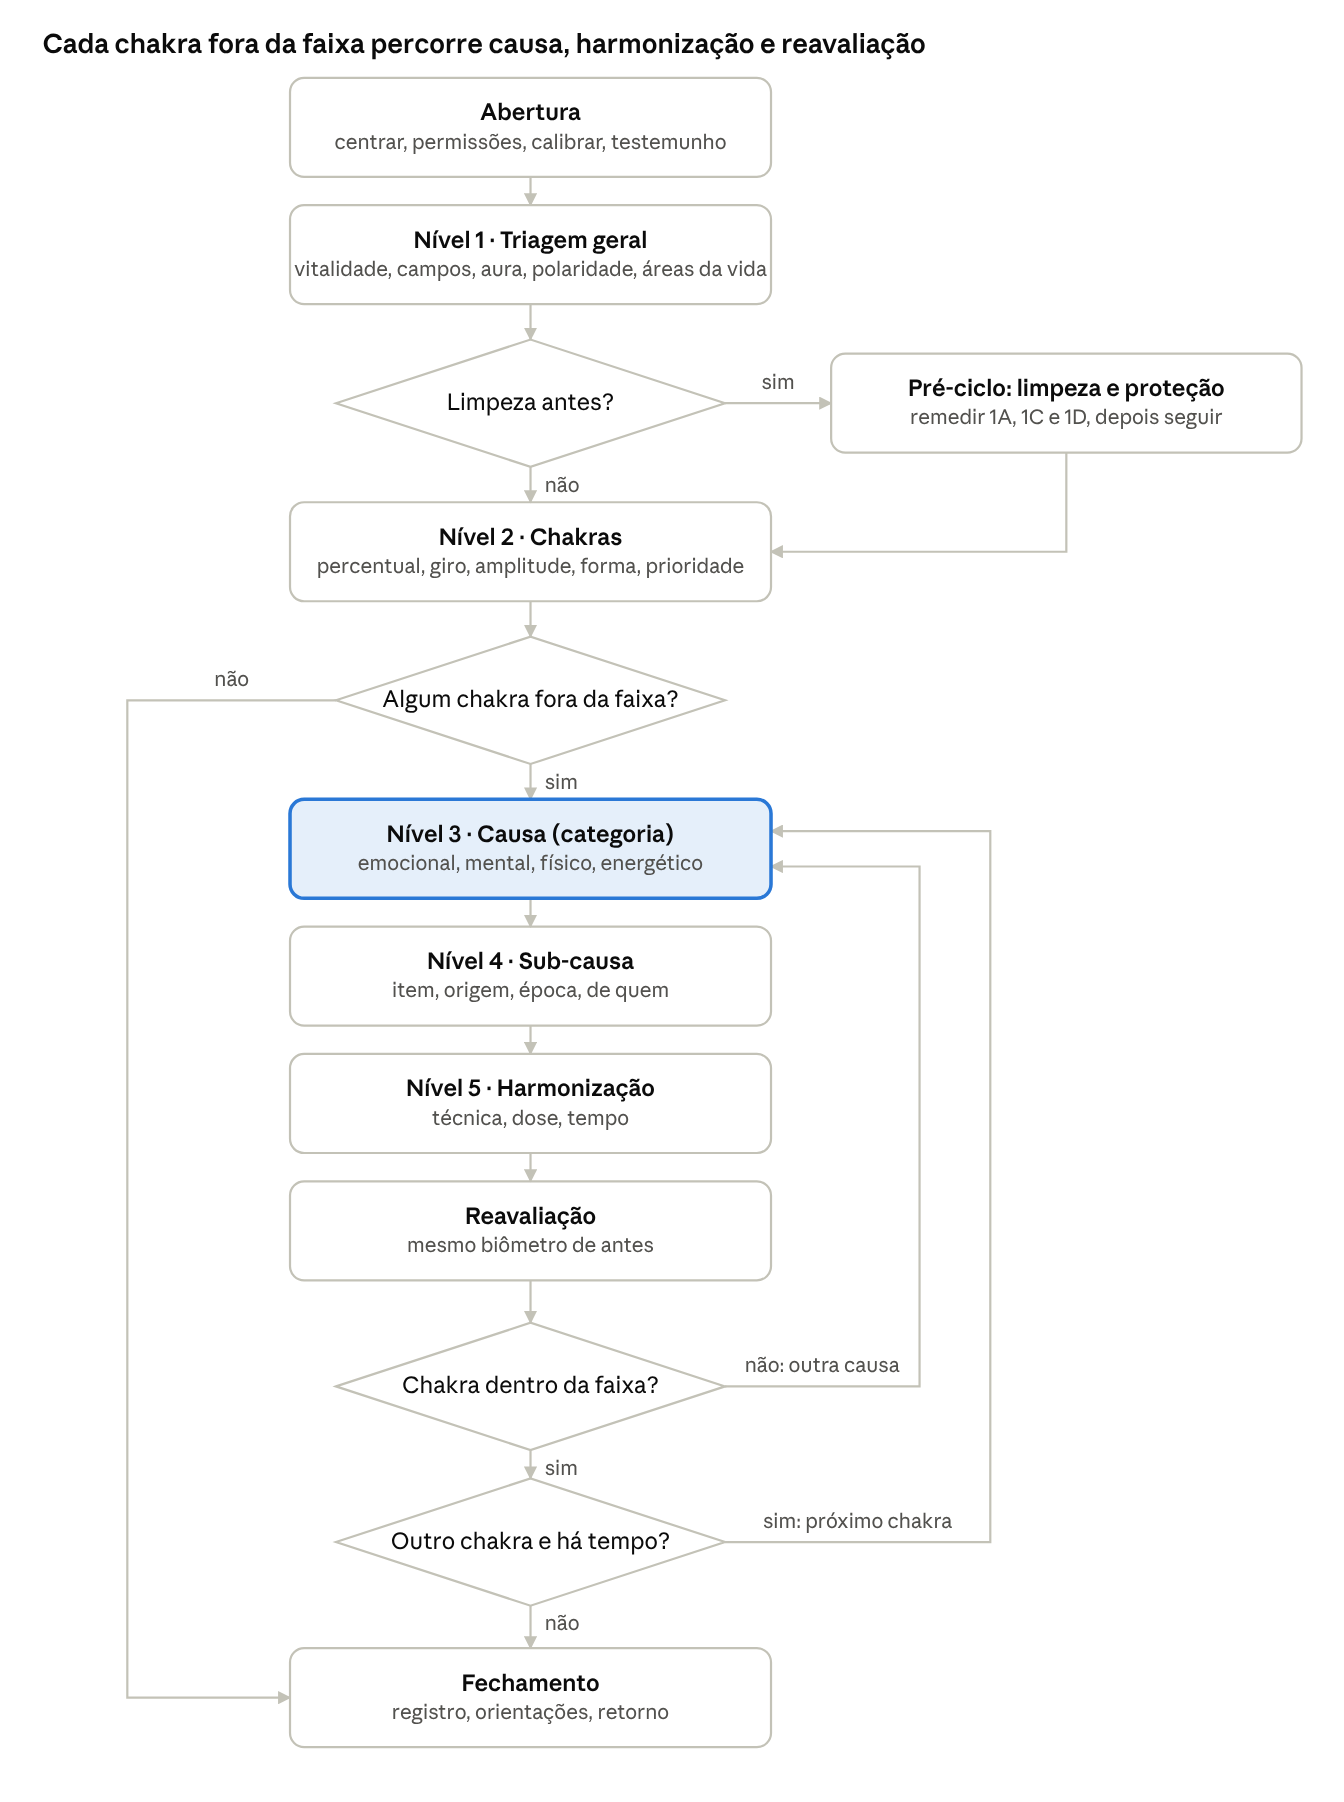 Cada chakra fora da faixa percorre causa, harmonização e reavaliação
Abertura
centrar, permissões, calibrar, testemunho
Nível 1 · Triagem geral
vitalidade, campos, aura, polaridade, áreas da vida
Limpeza antes?
sim
Pré-ciclo: limpeza e proteção
remedir 1A, 1C e 1D, depois seguir
não
Nível 2 · Chakras
percentual, giro, amplitude, forma, prioridade
não
Algum chakra fora da faixa?
sim
Nível 3 · Causa (categoria)
emocional, mental, físico, energético
Nível 4 · Sub-causa
item, origem, época, de quem
Nível 5 · Harmonização
técnica, dose, tempo
Reavaliação
mesmo biômetro de antes
Chakra dentro da faixa?
não: outra causa
sim
Outro chakra e há tempo?
sim: próximo chakra
não
Fechamento
registro, orientações, retorno